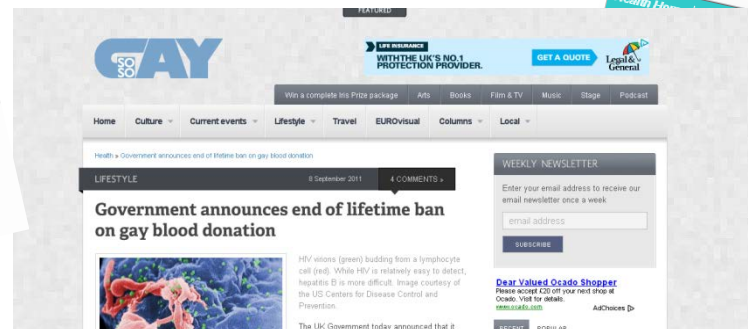 FEATURED
Health
SO SO GAY
LIFE INSURANCE
WITH THE UK'S NO.1
PROTECTION PROVIDER.
GET A QUOTE
Legal &
General
Win a complete Iris Prize package Arts Books Film & TV Music Stage Podcast
Home Culture Current events Lifestyle Travel EUROvisual Columns Local
Health » Government announces end of lifetime ban on gay blood donation
LIFESTYLE 8 September 2011 4 COMMENTS »
Government announces end of lifetime ban
on gay blood donation
HIV virions (green) budding from a lymphocyte
cell (red). While HIV is relatively easy to detect,
hepatitis B is more difficult. Image courtesy of
the US Centers for Disease Control and
Prevention.
The UK Government today announced that it
WEEKLY NEWSLETTER
Enter your email address to receive our
email newsletter once a week
email address
SUBSCRIBE
Dear Valued Ocado Shopper
Please accept £20 off your next shop at
Ocado. Visit for details.
www.ocado.com AdChoices
RECENT POPULAR